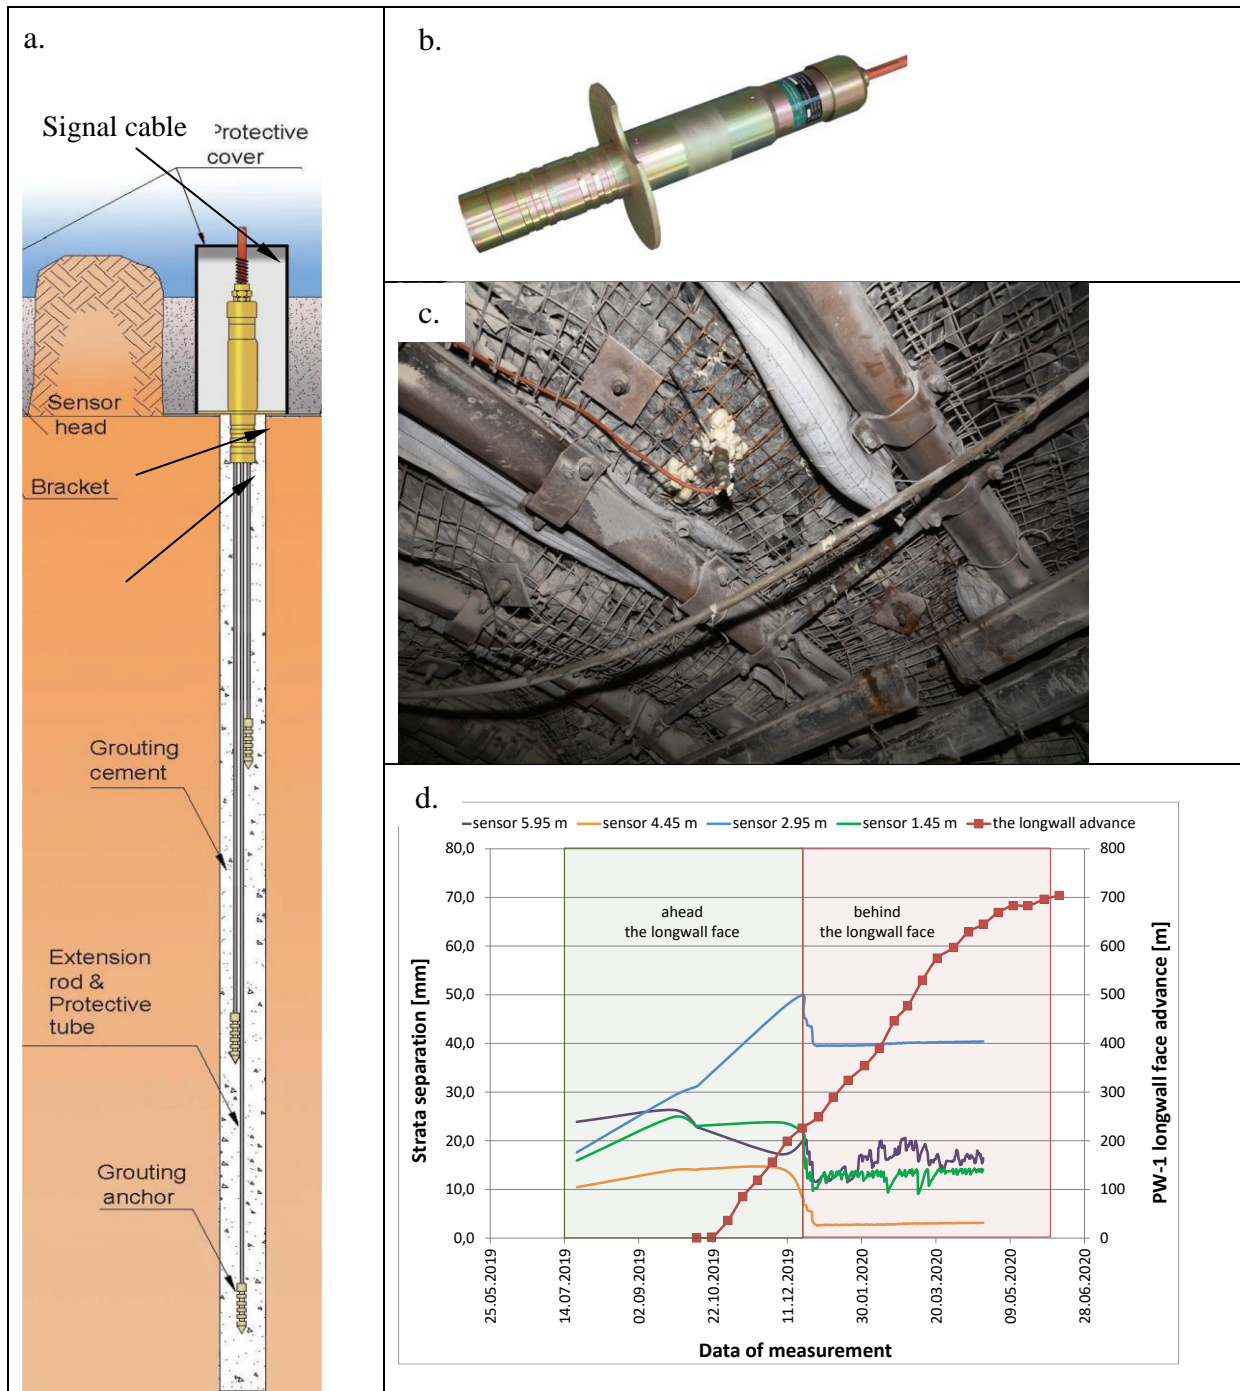 a.
Signal cable
Protective
cover
Sensor
head
Bracket
Grouting
cement
Extension
rod &
Protective
tube
Grouting
anchor
b.
c.
d.
sensor 5.95 m
sensor 4.45 m
sensor 2.95 m
sensor 1.45 m
the longwall advance
80,0
70,0
60,0
50,0
40,0
30,0
20,0
10,0
0,0
Strata separation [mm]
ahead
the longwall face
behind
the longwall face
800
700
600
500
400
300
200
100
0
PW-1 longwall face advance [m]
25.05.2019
14.07.2019
02.09.2019
22.10.2019
11.12.2019
30.01.2020
20.03.2020
09.05.2020
28.06.2020
Data of measurement